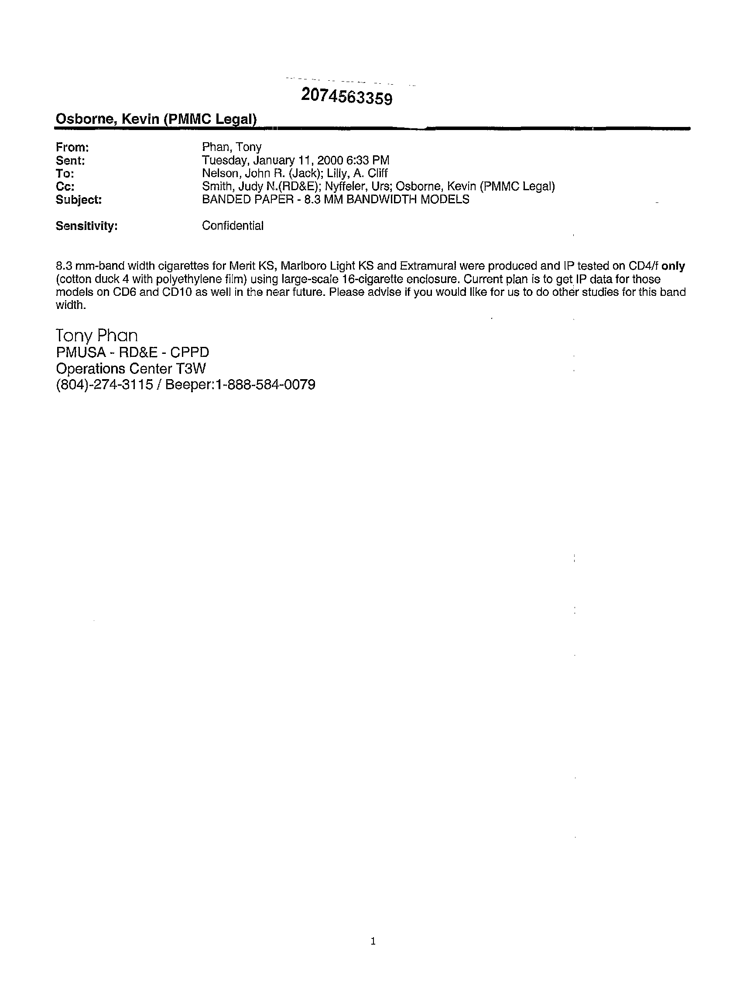 2074563359
Osborne, Kevin (PMMC Legal)
From: Phan, Tony
Sent: Tuesday, January 11, 2000 6:33 PM
To: Nelson, John R. (Jack); Lilly, A. Cliff
Cc: Smith, Judy N.(RD&E); Nyffeler, Urs; Osborne, Kevin (PMMC Legal)
Subject: BANDED PAPER - 8.3 MM BANDWIDTH MODELS
Sensitivity: Confidential
8.3 mm-band width cigarettes for Merit KS, Marlboro Light KS and Extramural were produced and IP tested on CD4/f only
(cotton duck 4 with polyethylene film) using large-scale 16-cigarette enclosure. Current plan is to get IP data for those
models on CD6 and CD10 as well in the near future. Please advise if you would like for us to do other studies for this band
width.
Tony Phan
PMUSA - RD&E - CPPD
Operations Center T3W
(804)-274-3115 / Beeper:1-888-584-0079
1